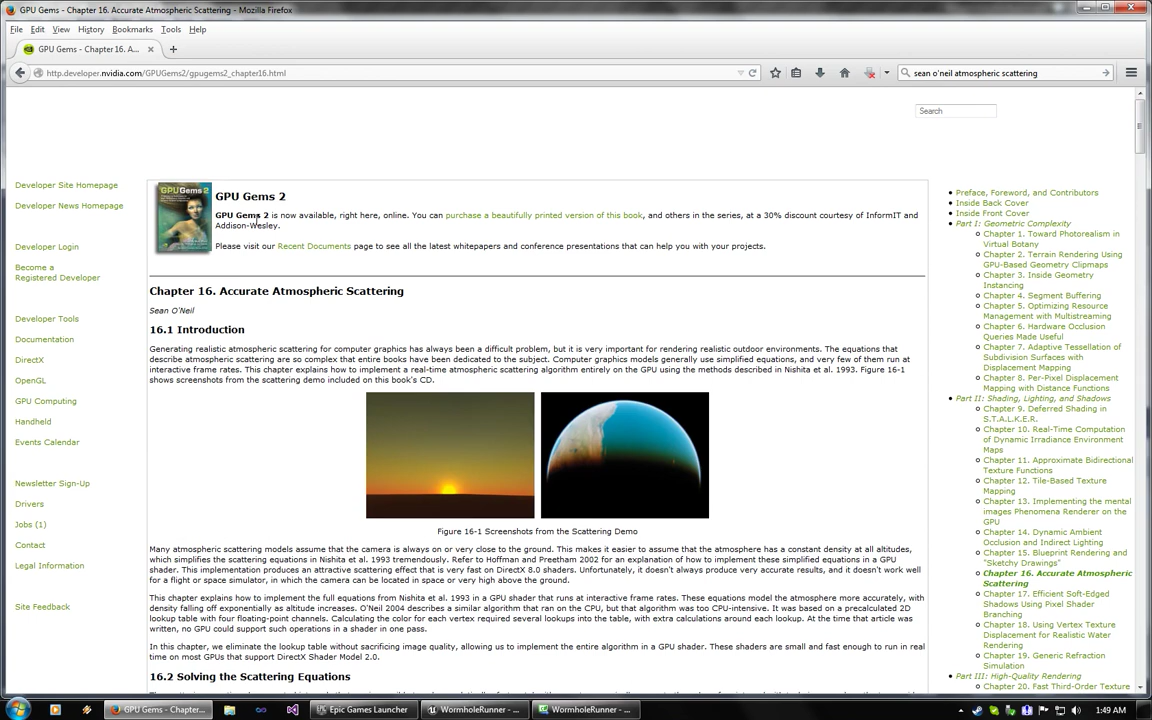 GPU Gems - Chapter 16. Accurate Atmospheric Scattering - Mozilla Firefox
File Edit View History Bookmarks Tools Help
GPU Gems - Chapter 16. A...
http.developer.nvidia.com/GPUGems2/gpugems2_chapter16.html
sean o'neil atmospheric scattering
Search
Developer Site Homepage
Developer News Homepage
Developer Login
Become a
Registered Developer
Developer Tools
Documentation
DirectX
OpenGL
GPU Computing
Handheld
Events Calendar
Newsletter Sign-Up
Drivers
Jobs (1)
Contact
Legal Information
Site Feedback
GPU Gems 2
GPU Gems 2
GPU Gems 2 is now available, right here, online. You can purchase a beautifully printed version of this book, and others in the series, at a 30% discount courtesy of InformIT and
Addison-Wesley.
Please visit our Recent Documents page to see all the latest whitepapers and conference presentations that can help you with your projects.
Chapter 16. Accurate Atmospheric Scattering
Sean O'Neil
16.1 Introduction
Generating realistic atmospheric scattering for computer graphics has always been a difficult problem, but it is very important for rendering realistic outdoor environments. The equations that
describe atmospheric scattering are so complex that entire books have been dedicated to the subject. Computer graphics models generally use simplified equations, and very few of them run at
interactive frame rates. This chapter explains how to implement a real-time atmospheric scattering algorithm entirely on the GPU using the methods described in Nishita et al. 1993. Figure 16-1
shows screenshots from the scattering demo included on this book's CD.
Figure 16-1 Screenshots from the Scattering Demo
Many atmospheric scattering models assume that the camera is always on or very close to the ground. This makes it easier to assume that the atmosphere has a constant density at all altitudes,
which simplifies the scattering equations in Nishita et al. 1993 tremendously. Refer to Hoffman and Preetham 2002 for an explanation of how to implement these simplified equations in a GPU
shader. This implementation produces an attractive scattering effect that is very fast on DirectX 8.0 shaders. Unfortunately, it doesn't always produce very accurate results, and it doesn't work well
for a flight or space simulator, in which the camera can be located in space or very high above the ground.
This chapter explains how to implement the full equations from Nishita et al. 1993 in a GPU shader that runs at interactive frame rates. These equations model the atmosphere more accurately, with
density falling off exponentially as altitude increases. O'Neil 2004 describes a similar algorithm that ran on the CPU, but that algorithm was too CPU-intensive. It was based on a precalculated 2D
lookup table with four floating-point channels. Calculating the color for each vertex required several lookups into the table, with extra calculations around each lookup. At the time that article was
written, no GPU could support such operations in a shader in one pass.
In this chapter, we eliminate the lookup table without sacrificing image quality, allowing us to implement the entire algorithm in a GPU shader. These shaders are small and fast enough to run in real
time on most GPUs that support DirectX Shader Model 2.0.
16.2 Solving the Scattering Equations
Preface, Foreword, and Contributors
Inside Back Cover
Inside Front Cover
Part I: Geometric Complexity
Chapter 1. Toward Photorealism in
Virtual Botany
Chapter 2. Terrain Rendering Using
GPU-Based Geometry Clipmaps
Chapter 3. Inside Geometry
Instancing
Chapter 4. Segment Buffering
Chapter 5. Optimizing Resource
Management with Multistreaming
Chapter 6. Hardware Occlusion
Queries Made Useful
Chapter 7. Adaptive Tessellation of
Subdivision Surfaces with
Displacement Mapping
Chapter 8. Per-Pixel Displacement
Mapping with Distance Functions
Part II: Shading, Lighting, and Shadows
Chapter 9. Deferred Shading in
S.T.A.L.K.E.R.
Chapter 10. Real-Time Computation
of Dynamic Irradiance Environment
Maps
Chapter 11. Approximate Bidirectional
Texture Functions
Chapter 12. Tile-Based Texture
Mapping
Chapter 13. Implementing the mental
images Phenomena Renderer on the
GPU
Chapter 14. Dynamic Ambient
Occlusion and Indirect Lighting
Chapter 15. Blueprint Rendering and
"Sketchy Drawings"
Chapter 16. Accurate Atmospheric
Scattering
Chapter 17. Efficient Soft-Edged
Shadows Using Pixel Shader
Branching
Chapter 18. Using Vertex Texture
Displacement for Realistic Water
Rendering
Chapter 19. Generic Refraction
Simulation
Part III: High-Quality Rendering
Chapter 20. Fast Third-Order Texture
GPU Gems - Chapter...
Epic Games Launcher
WormholeRunner - ...
WormholeRunner - ...
1:49 AM